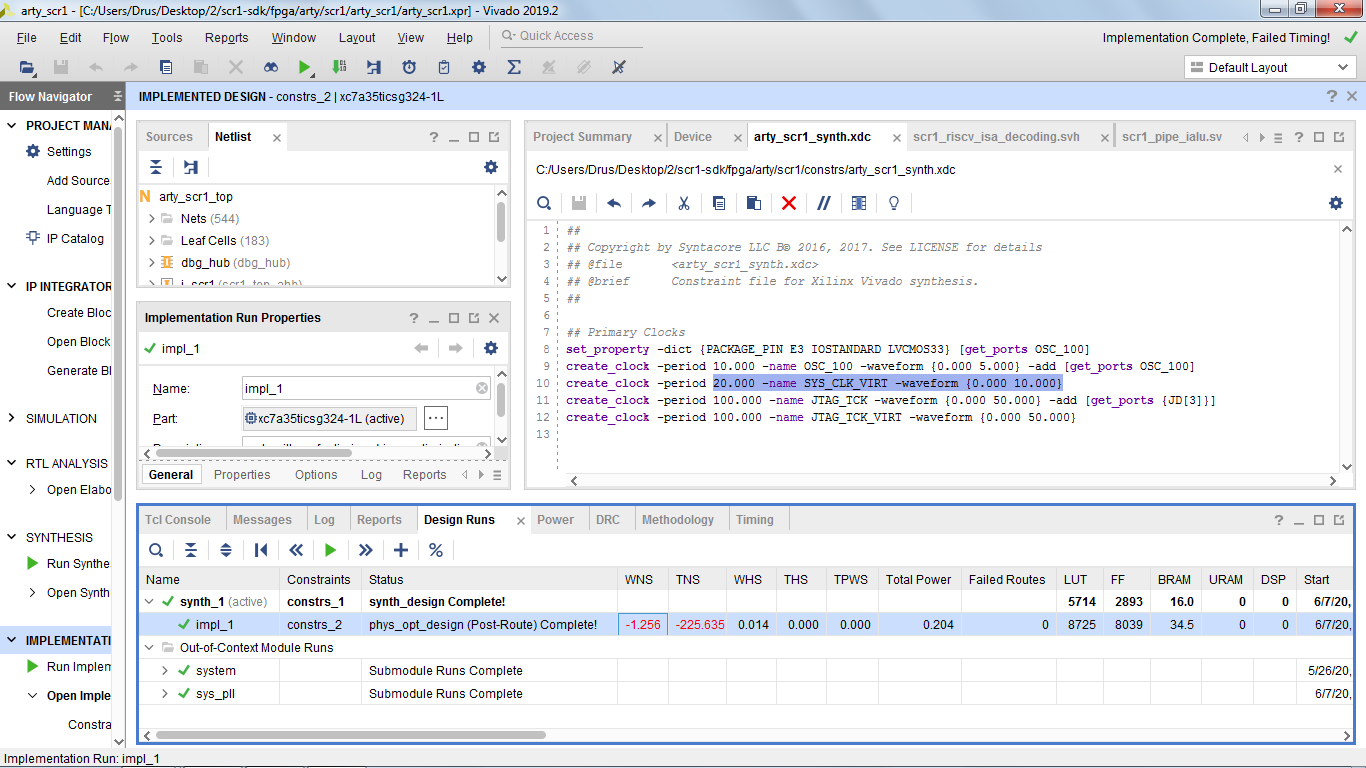 arty_scr1 - [C:/Users/Drus/Desktop/2/scr1-sdk/fpga/arty/scr1/arty_scr1/arty_scr1.xpr] - Vivado 2019.2
File Edit Flow Tools Reports Window Layout View Help Quick Access
Implementation Complete, Failed Timing!
Default Layout
Flow Navigator
IMPLEMENTED DESIGN - constrs_2 | xc7a35ticsg324-1L
PROJECT MANA
Settings
Add Source
Language T
IP Catalog
IP INTEGRATOR
Create Bloc
Open Block
Generate Bl
SIMULATION
RTL ANALYSIS
Open Elabo
SYNTHESIS
Run Synthe
Open Synth
IMPLEMENTATI
Run Implem
Open Imple
Constra
Sources Netlist
arty_scr1_top
Nets (544)
Leaf Cells (183)
dbg_hub (dbg_hub)
i_scr1 (scr1_top_ahb)
Implementation Run Properties
impl_1
Name: impl_1
Part: xc7a35ticsg324-1L (active)
General Properties Options Log Reports
Project Summary Device arty_scr1_synth.xdc scr1_riscv_isa_decoding.svh scr1_pipe_ialu.sv
C:/Users/Drus/Desktop/2/scr1-sdk/fpga/arty/scr1/constrs/arty_scr1_synth.xdc
1 ##
2 ## Copyright by Syntacore LLC В© 2016, 2017. See LICENSE for details
3 ## @file <arty_scr1_synth.xdc>
4 ## @brief Constraint file for Xilinx Vivado synthesis.
5 ##
6
7 ## Primary Clocks
8 set_property -dict {PACKAGE_PIN E3 IOSTANDARD LVCMOS33} [get_ports OSC_100]
9 create_clock -period 10.000 -name OSC_100 -waveform {0.000 5.000} -add [get_ports OSC_100]
10 create_clock -period 20.000 -name SYS_CLK_VIRT -waveform {0.000 10.000}
11 create_clock -period 100.000 -name JTAG_TCK -waveform {0.000 50.000} -add [get_ports {JD[3]}]
12 create_clock -period 100.000 -name JTAG_TCK_VIRT -waveform {0.000 50.000}
13
Tcl Console Messages Log Reports Design Runs Power DRC Methodology Timing
Name Constraints Status WNS TNS WHS THS TPWS Total Power Failed Routes LUT FF BRAM URAM DSP Start
synth_1 (active) constrs_1 synth_design Complete! 5714 2893 16.0 0 0 6/7/20,
impl_1 constrs_2 phys_opt_design (Post-Route) Complete! -1.256 -225.635 0.014 0.000 0.000 0.204 0 8725 8039 34.5 0 0 6/7/20,
Out-of-Context Module Runs
system Submodule Runs Complete 5/26/20,
sys_pll Submodule Runs Complete 6/7/20,
Implementation Run: impl_1